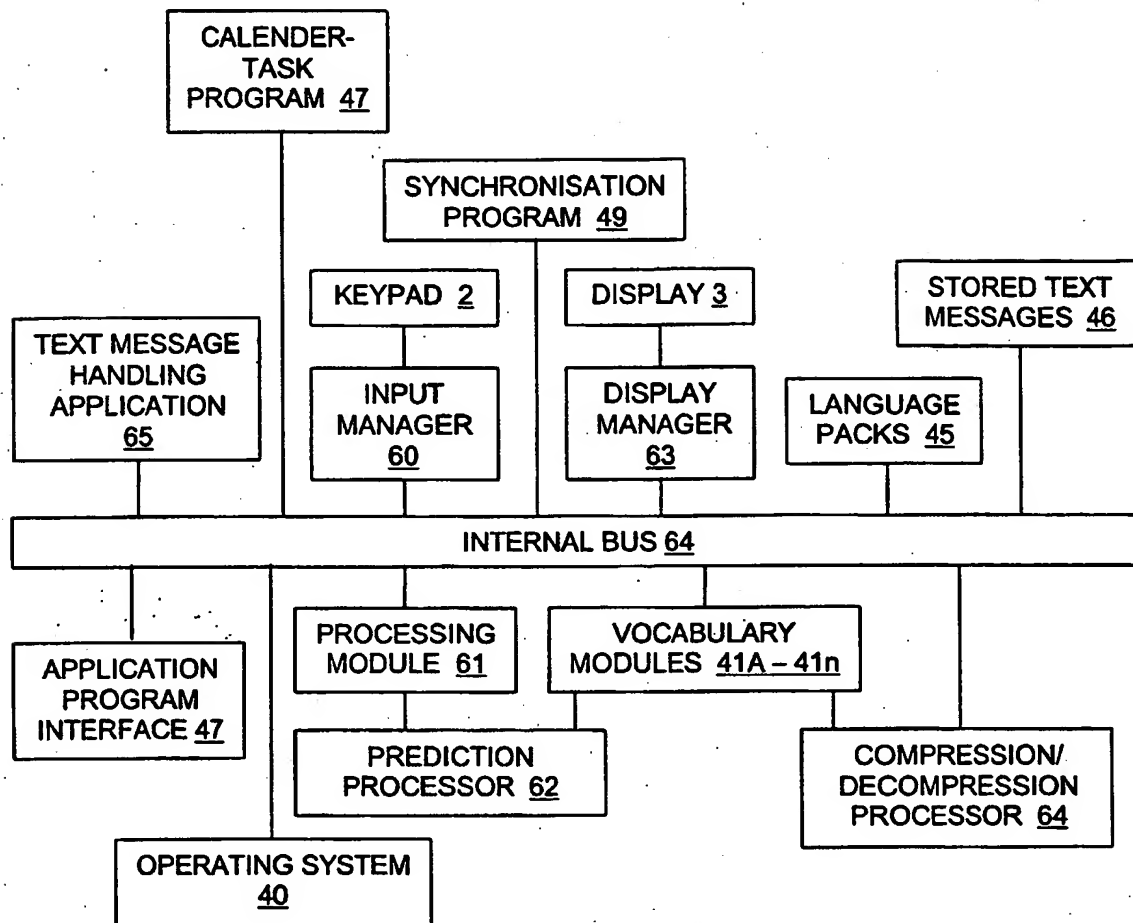 CALENDER-
TASK
PROGRAM 47
SYNCHRONISATION
PROGRAM 49
KEYPAD 2
DISPLAY 3
STORED TEXT
MESSAGES 46
TEXT MESSAGE
HANDLING
APPLICATION
65
INPUT
MANAGER
60
DISPLAY
MANAGER
63
LANGUAGE
PACKS 45
INTERNAL BUS 64
APPLICATION
PROGRAM
INTERFACE 47
PROCESSING
MODULE 61
VOCABULARY
MODULES 41A – 41n
PREDICTION
PROCESSOR 62
COMPRESSION/
DECOMPRESSION
PROCESSOR 64
OPERATING SYSTEM
40